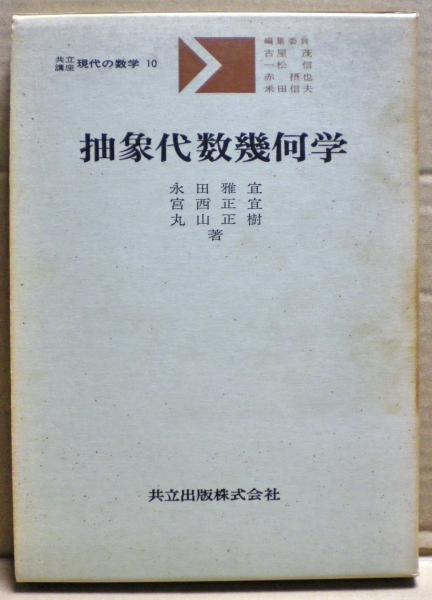 共立講座 現代の数学 10
編集委員
古屋 茂
一松 信
赤 摂也
米田信夫
抽象代数幾何学
永田雅宜
宮西正宜
丸山正樹
著
共立出版株式会社